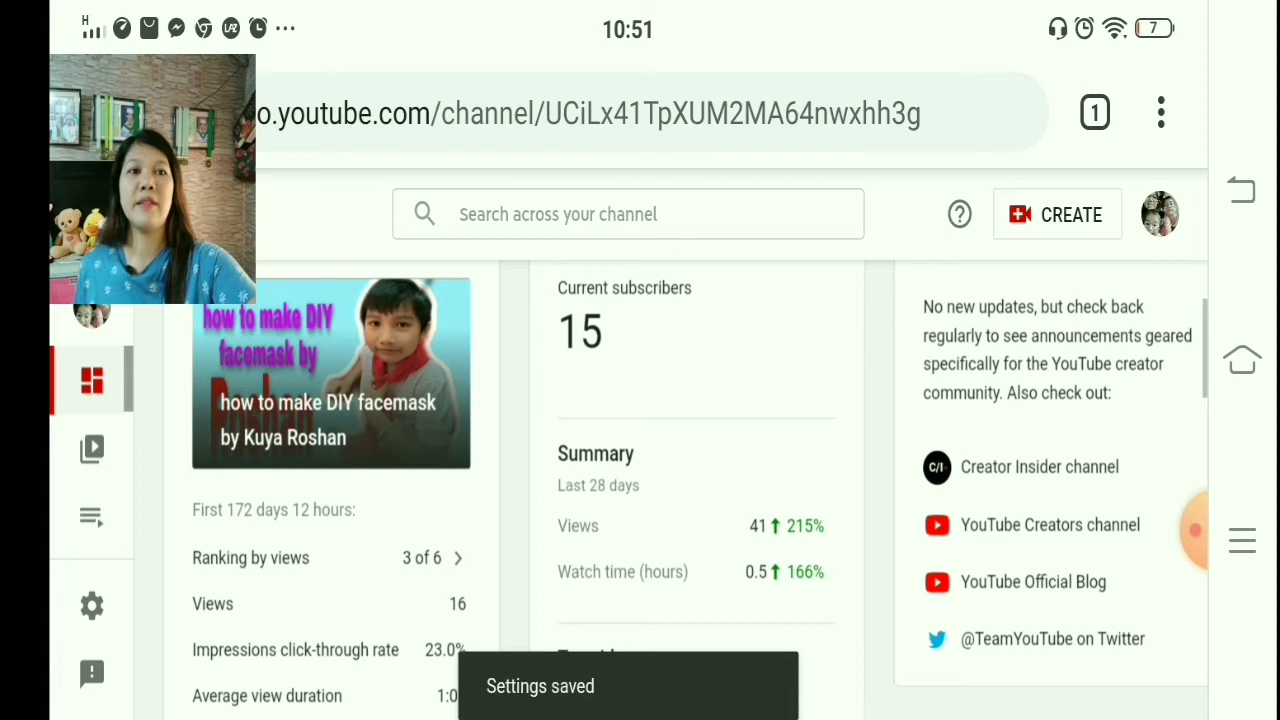 H
LAZ
10:51
7
o.youtube.com/channel/UCiLx41TpXUM2MA64nwxhh3g
1
Search across your channel
CREATE
how to make DIY
facemask by
Roshan
how to make DIY facemask
by Kuya Roshan
First 172 days 12 hours:
Ranking by views 3 of 6
Views 16
Impressions click-through rate 23.0%
Average view duration 1:0
Current subscribers
15
Summary
Last 28 days
Views 41 215%
Watch time (hours) 0.5 166%
No new updates, but check back
regularly to see announcements geared
specifically for the YouTube creator
community. Also check out:
C/I
Creator Insider channel
YouTube Creators channel
YouTube Official Blog
@TeamYouTube on Twitter
Settings saved